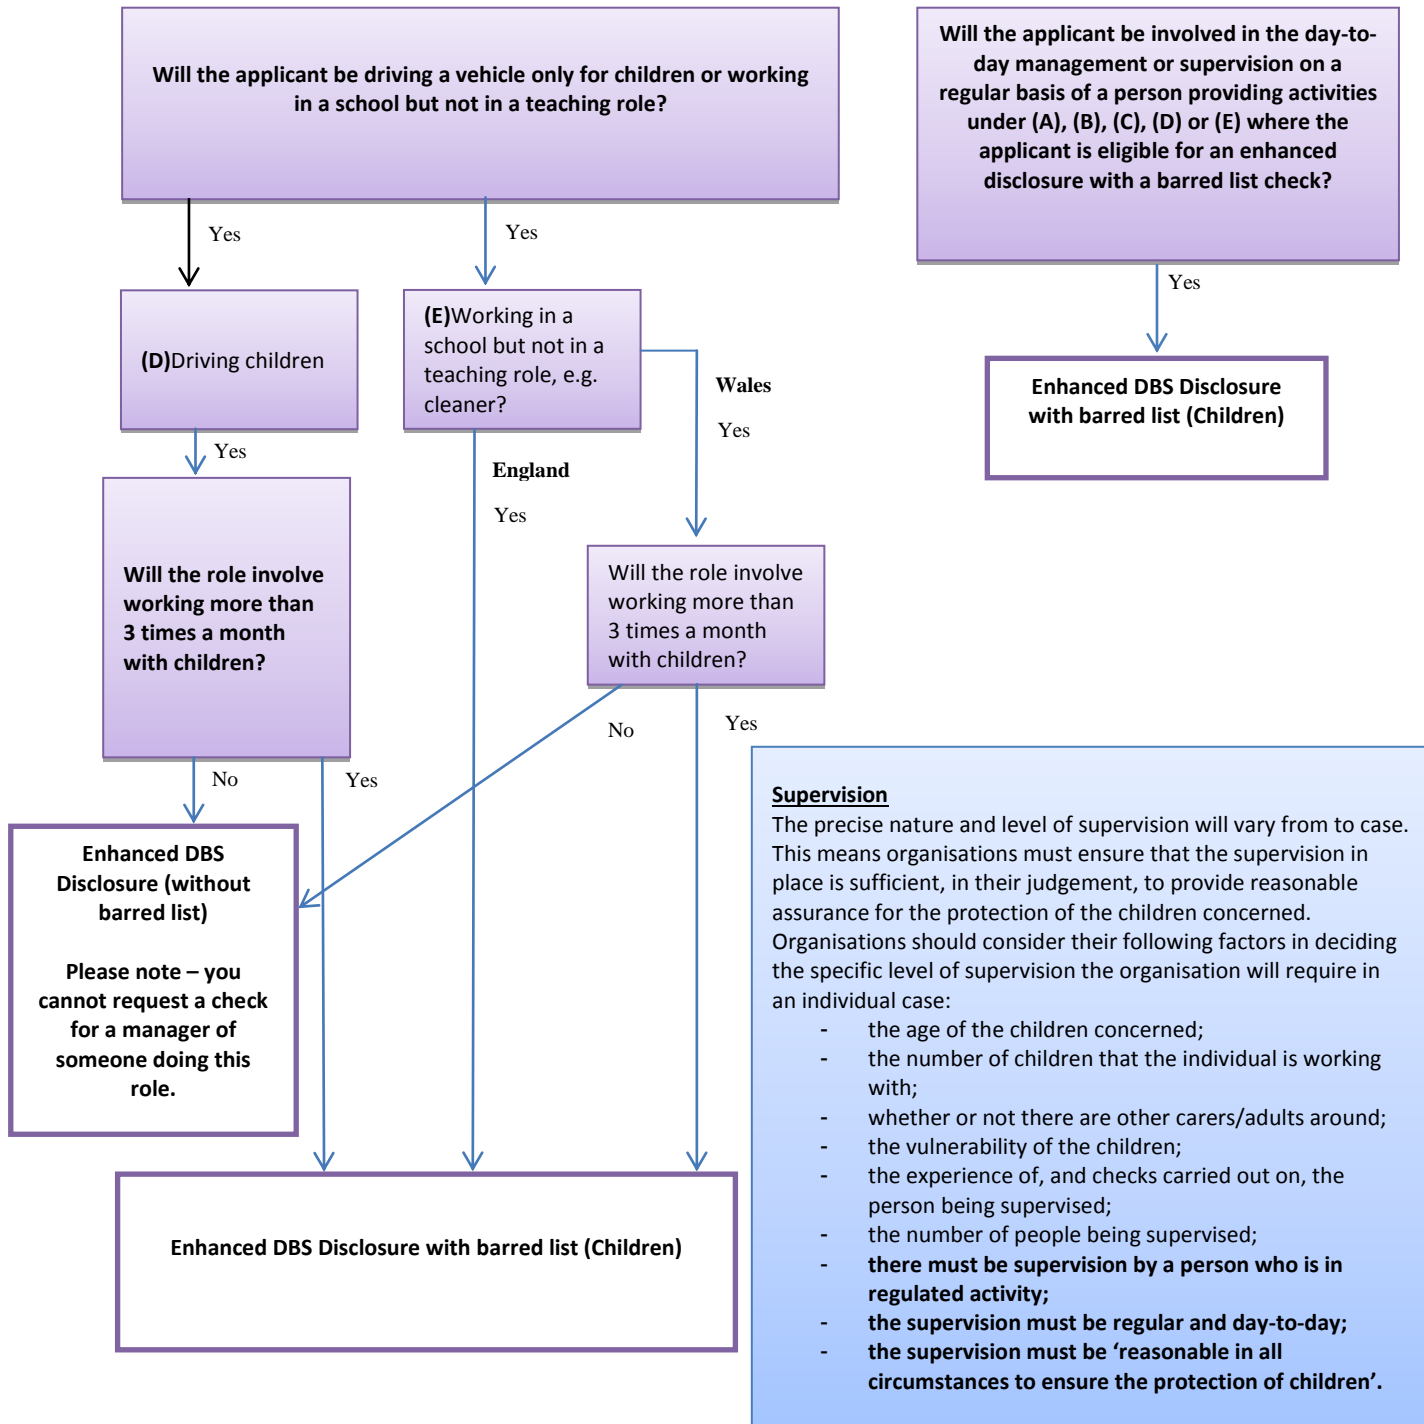 Will the applicant be driving a vehicle only for children or working
in a school but not in a teaching role?
Will the applicant be involved in the day-to-
day management or supervision on a
regular basis of a person providing activities
under (A), (B), (C), (D) or (E) where the
applicant is eligible for an enhanced
disclosure with a barred list check?
Yes
Yes
Yes
(D)Driving children
(E)Working in a
school but not in a
teaching role, e.g.
cleaner?
Wales
Yes
Enhanced DBS Disclosure
with barred list (Children)
Yes
England
Yes
Will the role involve
working more than
3 times a month
with children?
Will the role involve
working more than
3 times a month
with children?
No
Yes
No
Yes
Enhanced DBS
Disclosure (without
barred list)
Please note – you
cannot request a check
for a manager of
someone doing this
role.
Enhanced DBS Disclosure with barred list (Children)
Supervision
The precise nature and level of supervision will vary from to case.
This means organisations must ensure that the supervision in
place is sufficient, in their judgement, to provide reasonable
assurance for the protection of the children concerned.
Organisations should consider their following factors in deciding
the specific level of supervision the organisation will require in
an individual case:
- the age of the children concerned;
- the number of children that the individual is working
with;
- whether or not there are other carers/adults around;
- the vulnerability of the children;
- the experience of, and checks carried out on, the
person being supervised;
- the number of people being supervised;
- there must be supervision by a person who is in
regulated activity;
- the supervision must be regular and day-to-day;
- the supervision must be ‘reasonable in all
circumstances to ensure the protection of children’.